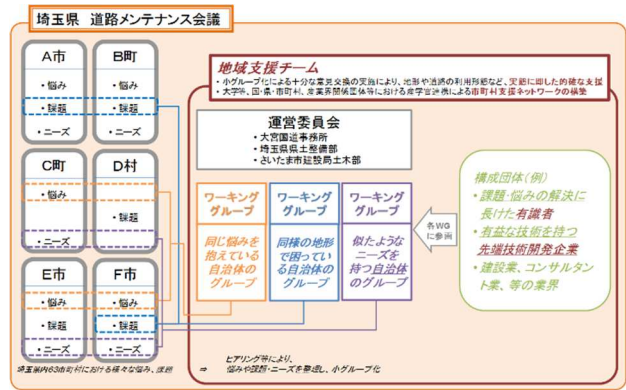 埼玉県 道路メンテナンス会議
A市
B町
・悩み
・悩み
・課題
・課題
・ニーズ
・ニーズ
C町
D村
・悩み
・課題
・ニーズ
・ニーズ
E市
F市
・悩み
・悩み
・課題
・課題
・ニーズ
・ニーズ
地域支援チーム
・小グループ化による十分な意見交換の実施により、地形や道路の利用形態など、実態に即した的確な支援
・大学等、国・県・市町村、産業界関係団体等における産学官連携による市町村支援ネットワークの構築
運営委員会
・大宮国道事務所
・埼玉県県土整備部
・さいたま市建設局土木部
ワーキング
グループ
同じ悩みを
抱えている
自治体の
グループ
ワーキング
グループ
同様の地形
で困ってい
る自治体の
グループ
ワーキング
グループ
似たような
ニーズを
持つ自治体
のグループ
各WG
に参画
構成団体(例)
・課題・悩みの解決に
長けた有識者
・有益な技術を持つ
先端技術開発企業
・建設業、コンサルタン
ト業、等の業界
埼玉県内63市町村における様々な悩み、課題
⇒
ヒアリング等により、
悩みや課題・ニーズを整理し、小グループ化